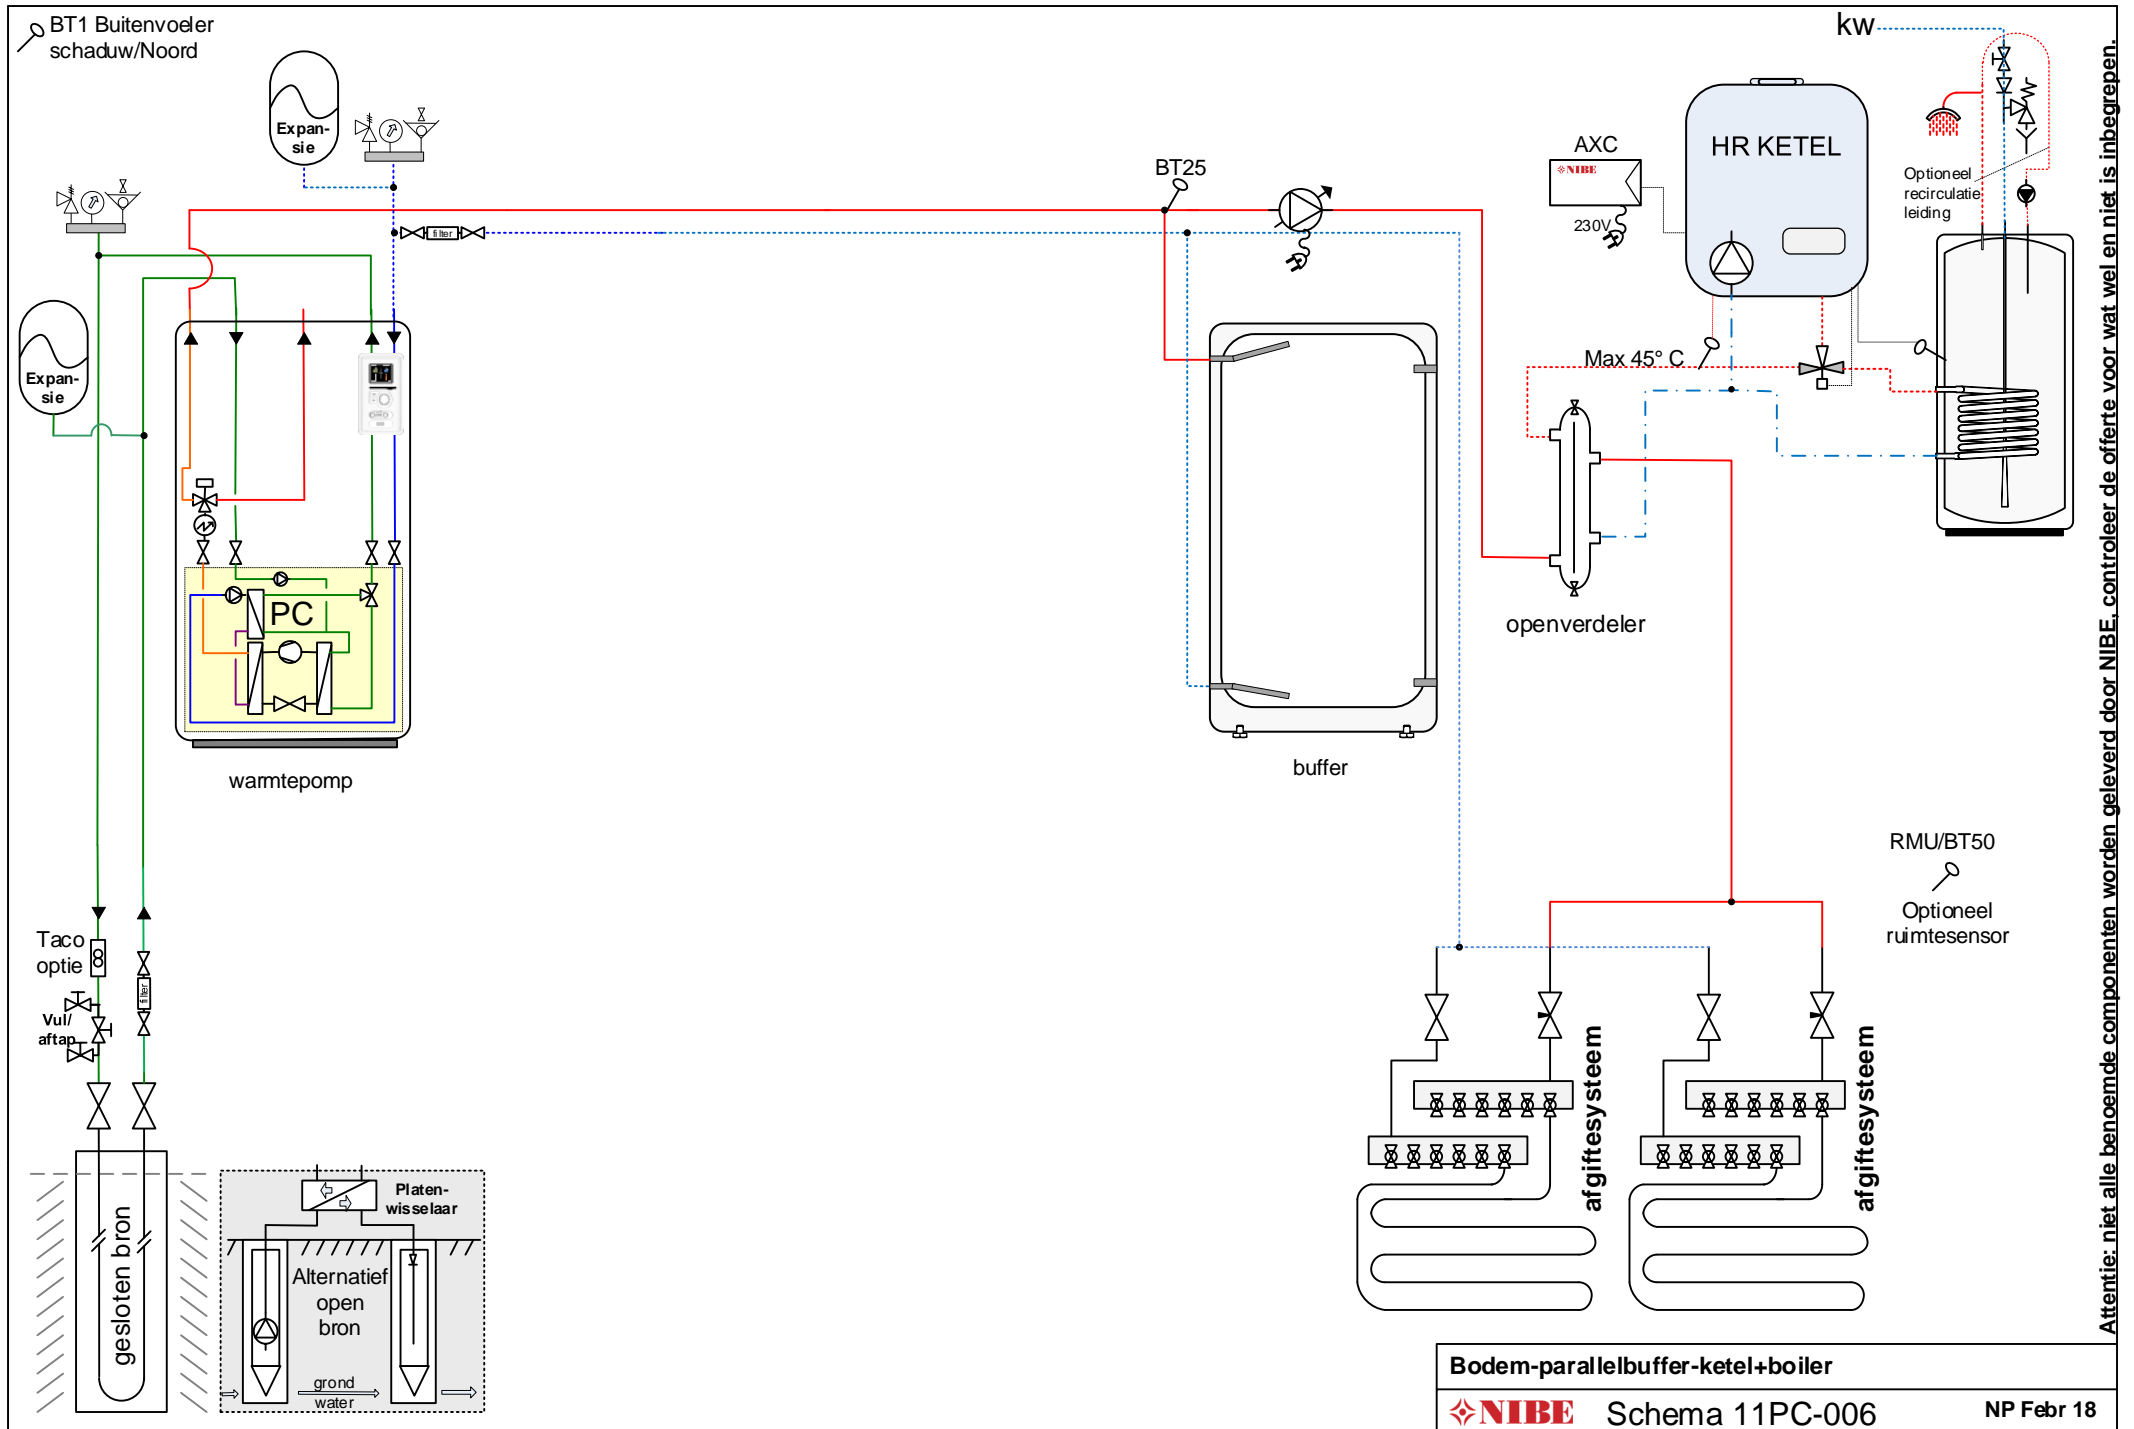 BT1 Buitenvoeler
schaduw/Noord
Expan-
sie
Expan-
sie
filter
BT25
AXC
NIBE
230V
HR KETEL
kw
Optioneel
recirculatie
leiding
Max 45° C
PC
warmtepomp
buffer
openverdeler
RMU/BT50
Optioneel
ruimtesensor
Taco
optie
filter
Vul/
aftap
gesloten bron
Platen-
wisselaar
Alternatief
open
bron
grond
water
afgiftesysteem
afgiftesysteem
Attentie: niet alle benoemde componenten worden geleverd door NIBE, controleer de offerte voor wat wel en niet is inbegrepen.
Bodem-parallelbuffer-ketel+boiler
NIBE Schema 11PC-006 NP Febr 18